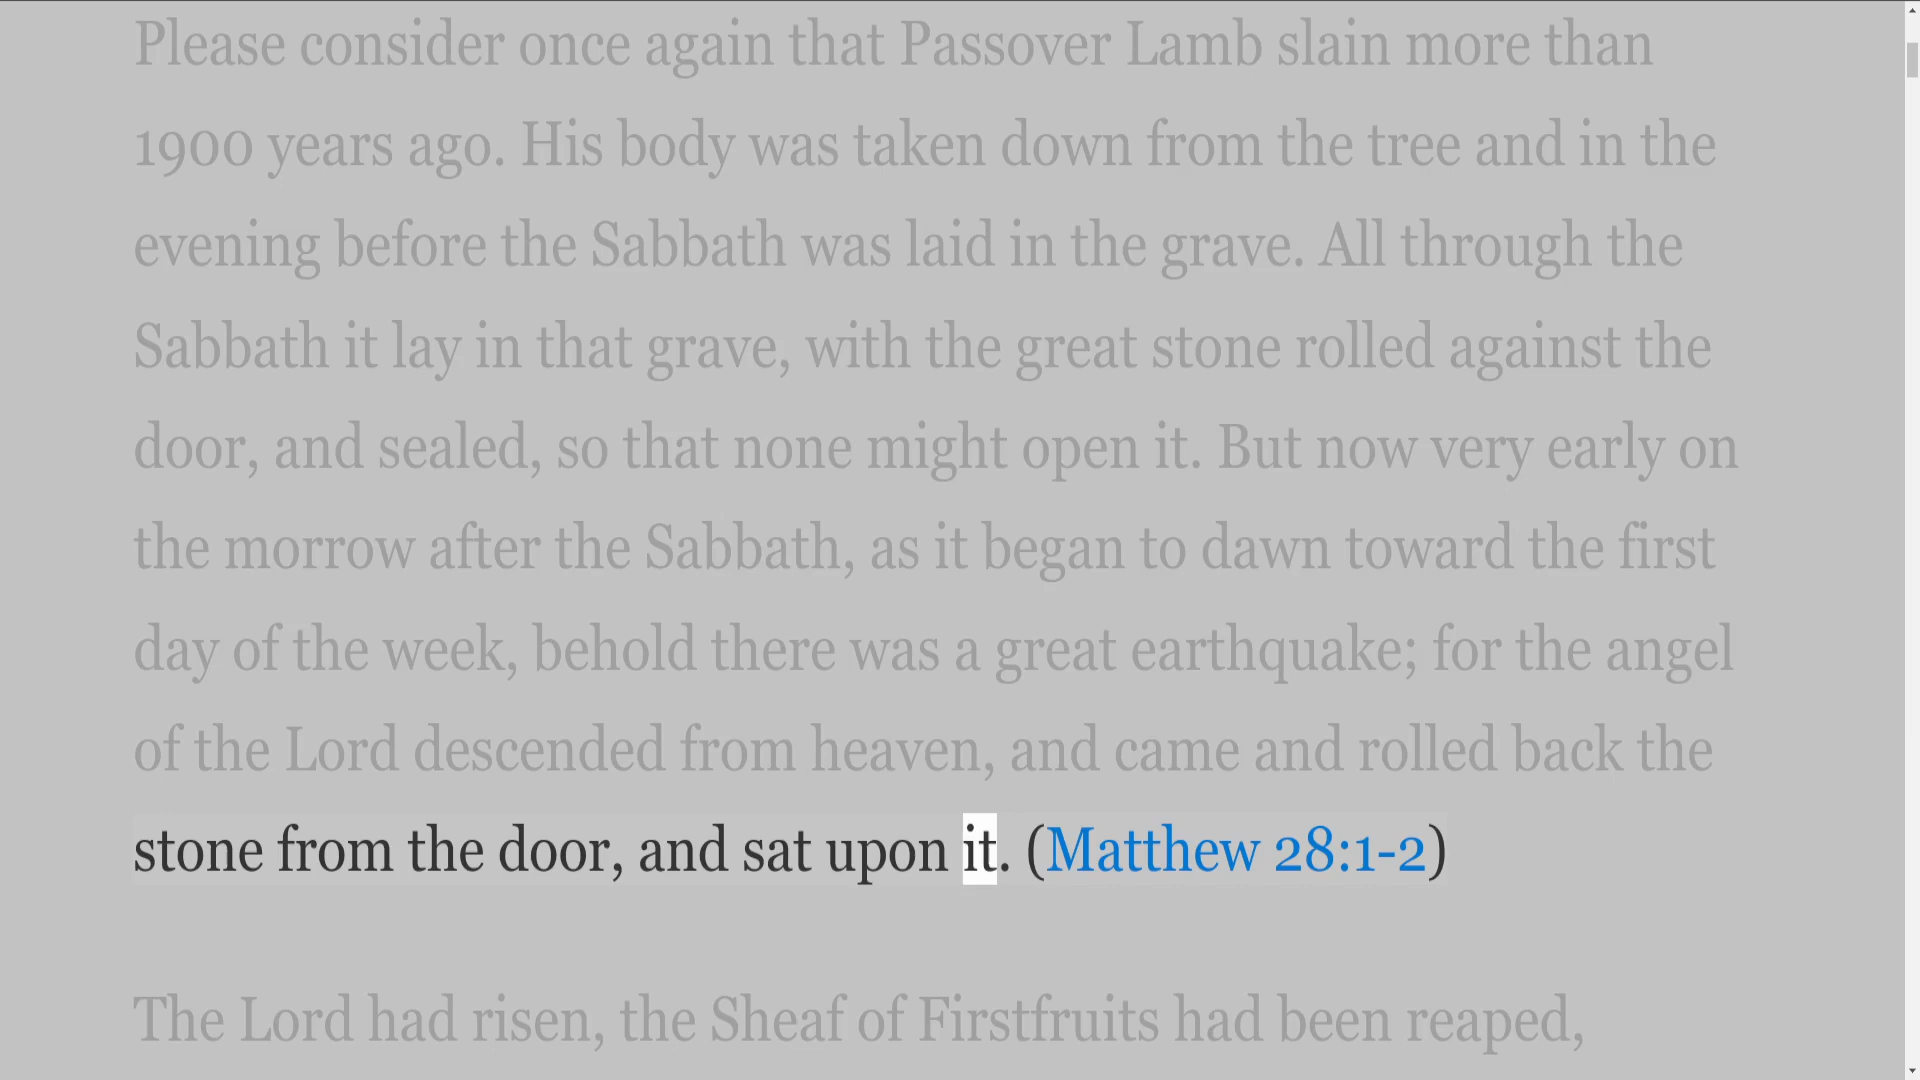 Please consider once again that Passover Lamb slain more than
1900 years ago. His body was taken down from the tree and in the
evening before the Sabbath was laid in the grave. All through the
Sabbath it lay in that grave, with the great stone rolled against the
door, and sealed, so that none might open it. But now very early on
the morrow after the Sabbath, as it began to dawn toward the first
day of the week, behold there was a great earthquake; for the angel
of the Lord descended from heaven, and came and rolled back the
stone from the door, and sat upon it. (Matthew 28:1-2)
The Lord had risen, the Sheaf of Firstfruits had been reaped,